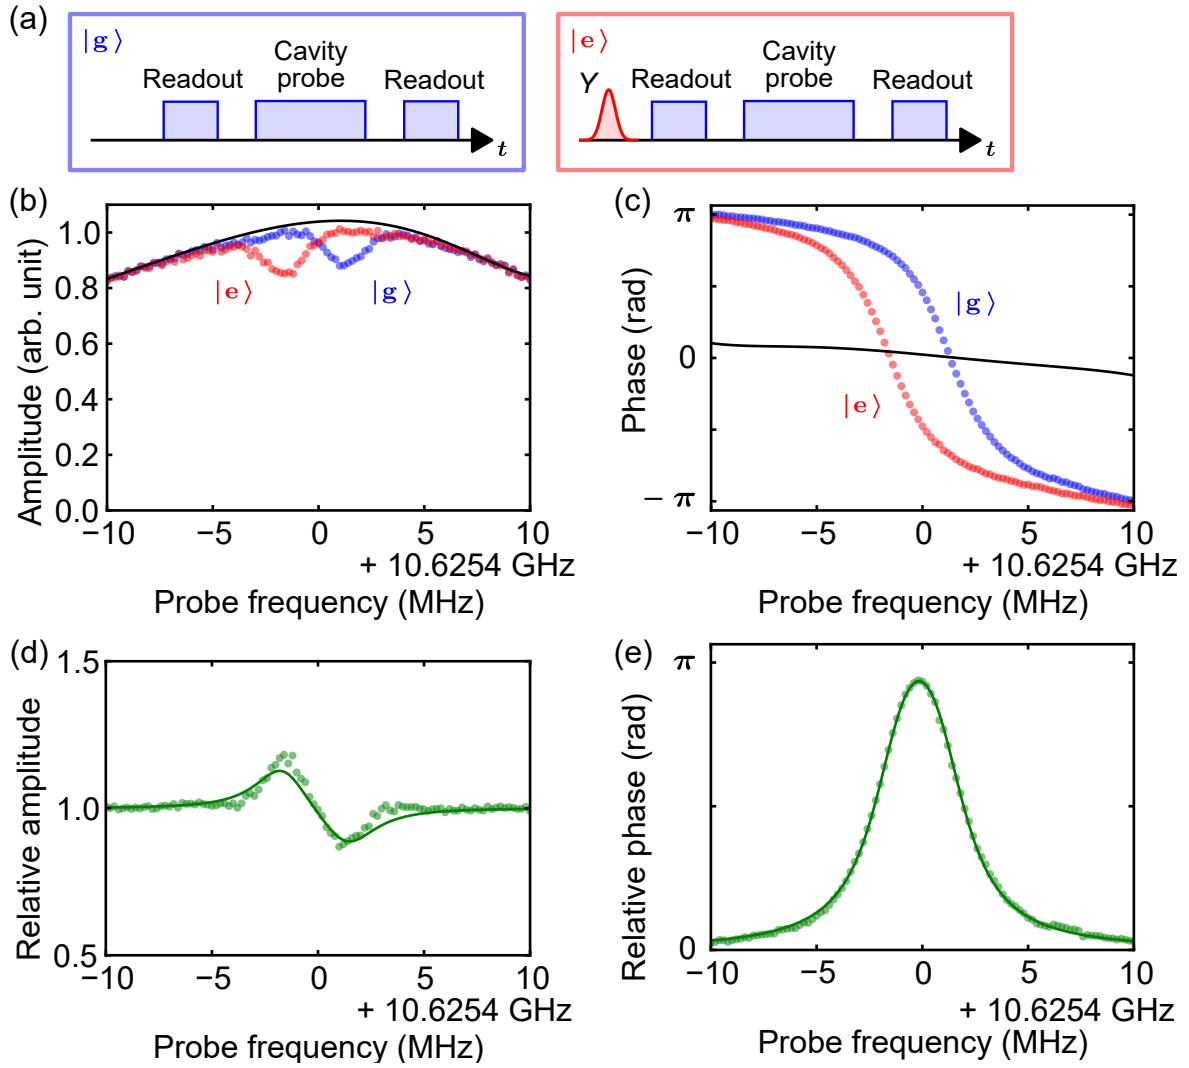 (a)
|g⟩
Readout
Cavity
probe
Readout
t
|e⟩
Y
Readout
Cavity
probe
Readout
t
(b)
Amplitude (arb. unit)
1.0
0.8
0.6
0.4
0.2
0.0
|e⟩
|g⟩
−10
−5
0
5
10
+ 10.6254 GHz
Probe frequency (MHz)
(c)
Phase (rad)
π
0
− π
|g⟩
|e⟩
−10
−5
0
5
10
+ 10.6254 GHz
Probe frequency (MHz)
(d)
Relative amplitude
1.5
1.0
0.5
−10
−5
0
5
10
+ 10.6254 GHz
Probe frequency (MHz)
(e)
Relative phase (rad)
π
0
−10
−5
0
5
10
+ 10.6254 GHz
Probe frequency (MHz)